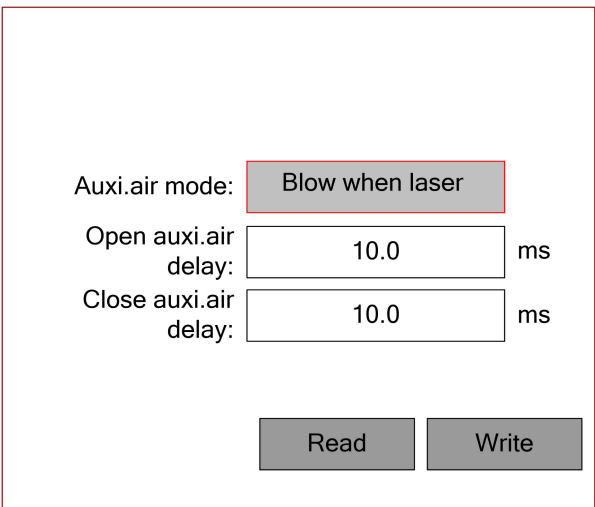 Auxi.air mode: Blow when laser
Open auxi.air
delay: 10.0 ms
Close auxi.air
delay: 10.0 ms
Read Write